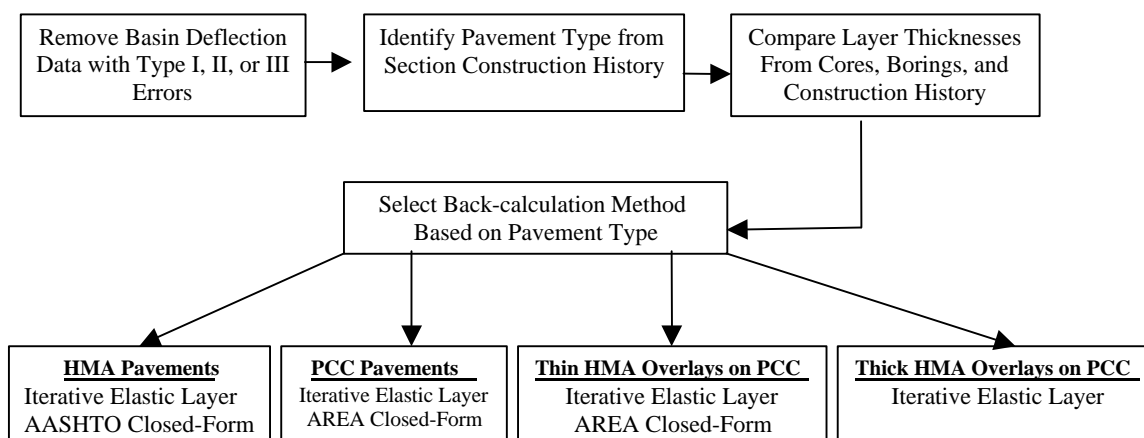 Remove Basin Deflection
Data with Type I, II, or III
Errors
Identify Pavement Type from
Section Construction History
Compare Layer Thicknesses
From Cores, Borings, and
Construction History
Select Back-calculation Method
Based on Pavement Type
HMA Pavements
Iterative Elastic Layer
AASHTO Closed-Form
PCC Pavements
Iterative Elastic Layer
AREA Closed-Form
Thin HMA Overlays on PCC
Iterative Elastic Layer
AREA Closed-Form
Thick HMA Overlays on PCC
Iterative Elastic Layer